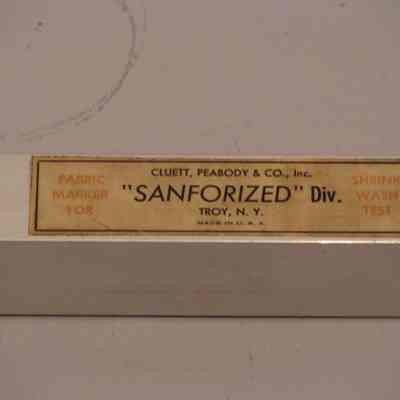 CLUETT, PEABODY & CO., Inc.
"SANFORIZED" Div.
TROY, N. Y.
MADE IN U. S. A.
FABRIC
MARKER
FOR
SHRINK
WASH
TEST